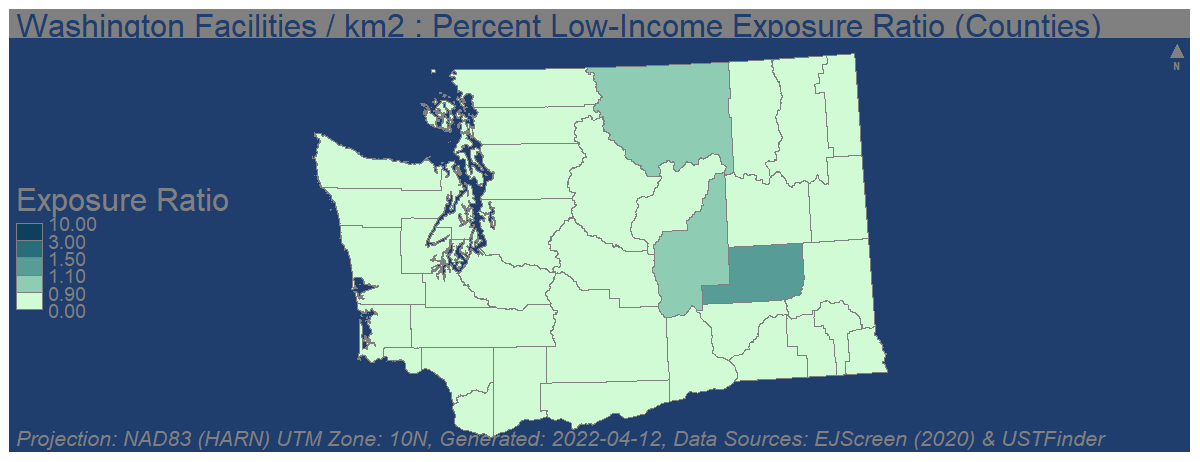 Washington Facilities / km2 : Percent Low-Income Exposure Ratio (Counties)
N
Exposure Ratio
10.00
3.00
1.50
1.10
0.90
0.00
Projection: NAD83 (HARN) UTM Zone: 10N, Generated: 2022-04-12, Data Sources: EJScreen (2020) & USTFinder